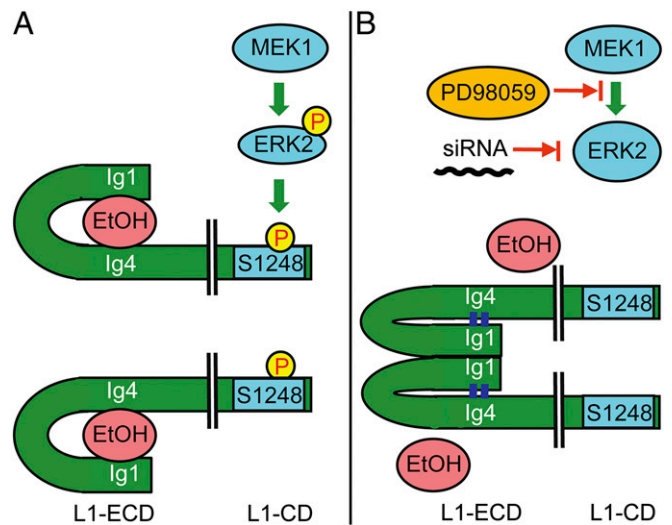 A
MEK1
P
ERK2
Ig1
EtOH
P
Ig4
S1248
P
Ig4
S1248
EtOH
Ig1
L1-ECD
L1-CD
B
MEK1
PD98059
siRNA
ERK2
EtOH
Ig4
S1248
Ig1
Ig1
Ig4
S1248
EtOH
L1-ECD
L1-CD